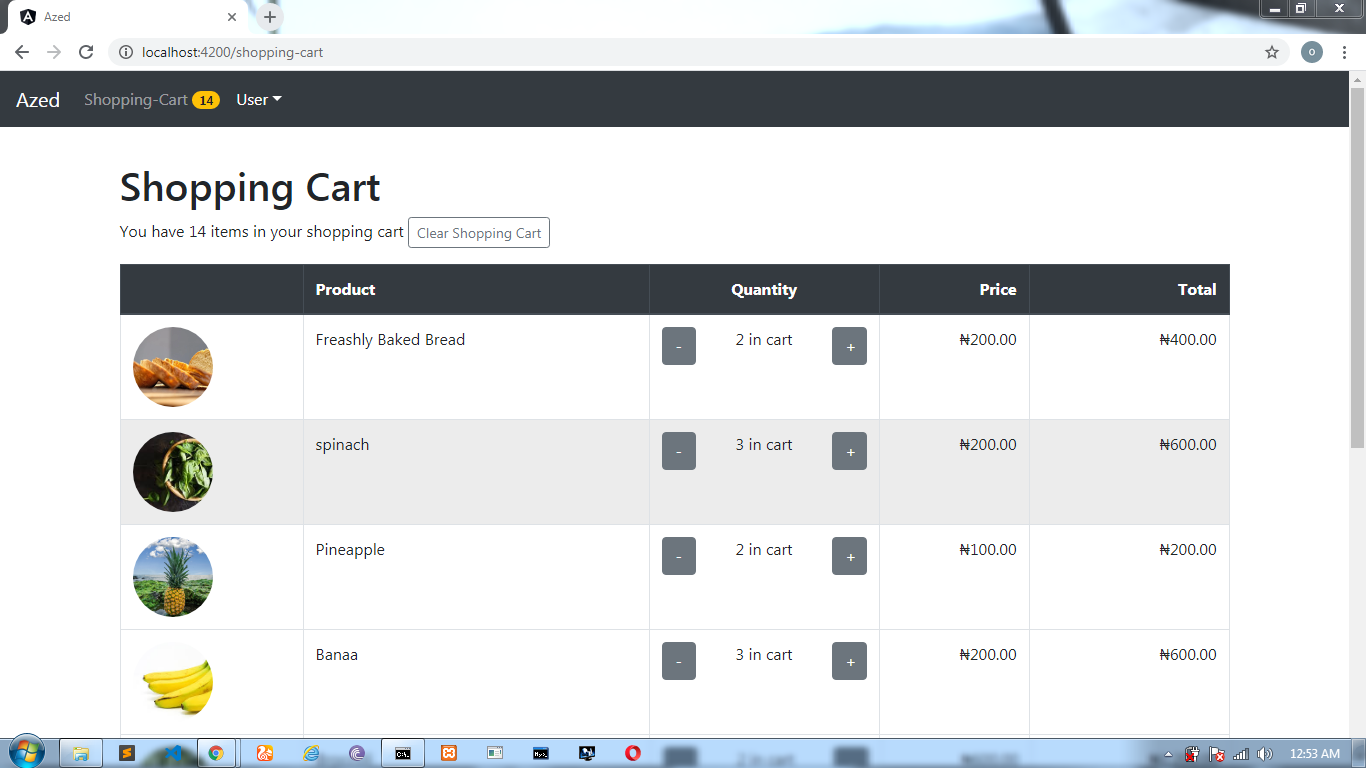 Azed
localhost:4200/shopping-cart
o
Azed Shopping-Cart 14 User
Shopping Cart
You have 14 items in your shopping cart Clear Shopping Cart
Product Quantity Price Total
Freashly Baked Bread - 2 in cart + ₦200.00 ₦400.00
spinach - 3 in cart + ₦200.00 ₦600.00
Pineapple - 2 in cart + ₦100.00 ₦200.00
Banaa - 3 in cart + ₦200.00 ₦600.00
12:53 AM